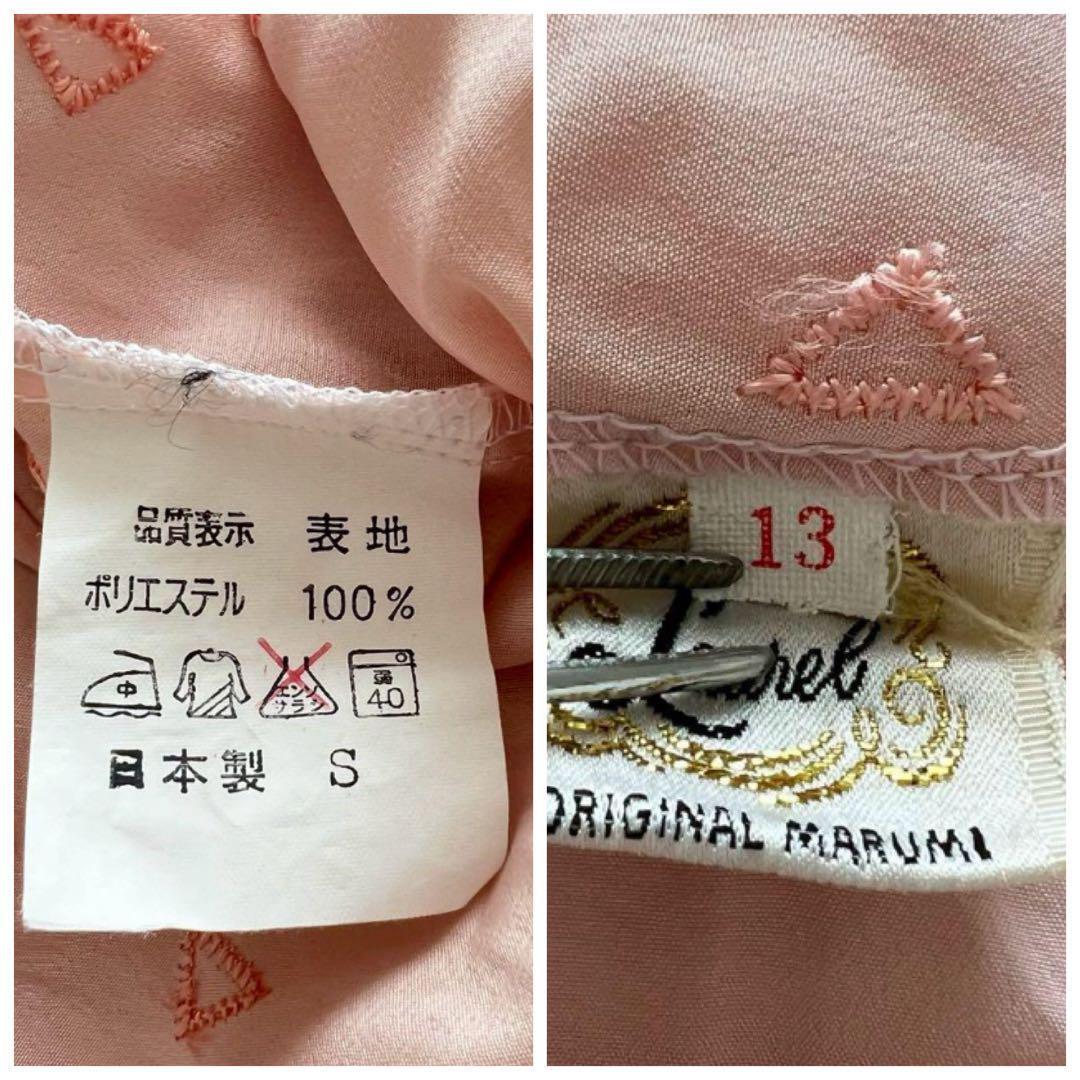 品質表示 表地
ポリエステル 100%
中
エンソ
サラシ
弱
40
日本製 S
13
ORIGINAL MARUMI